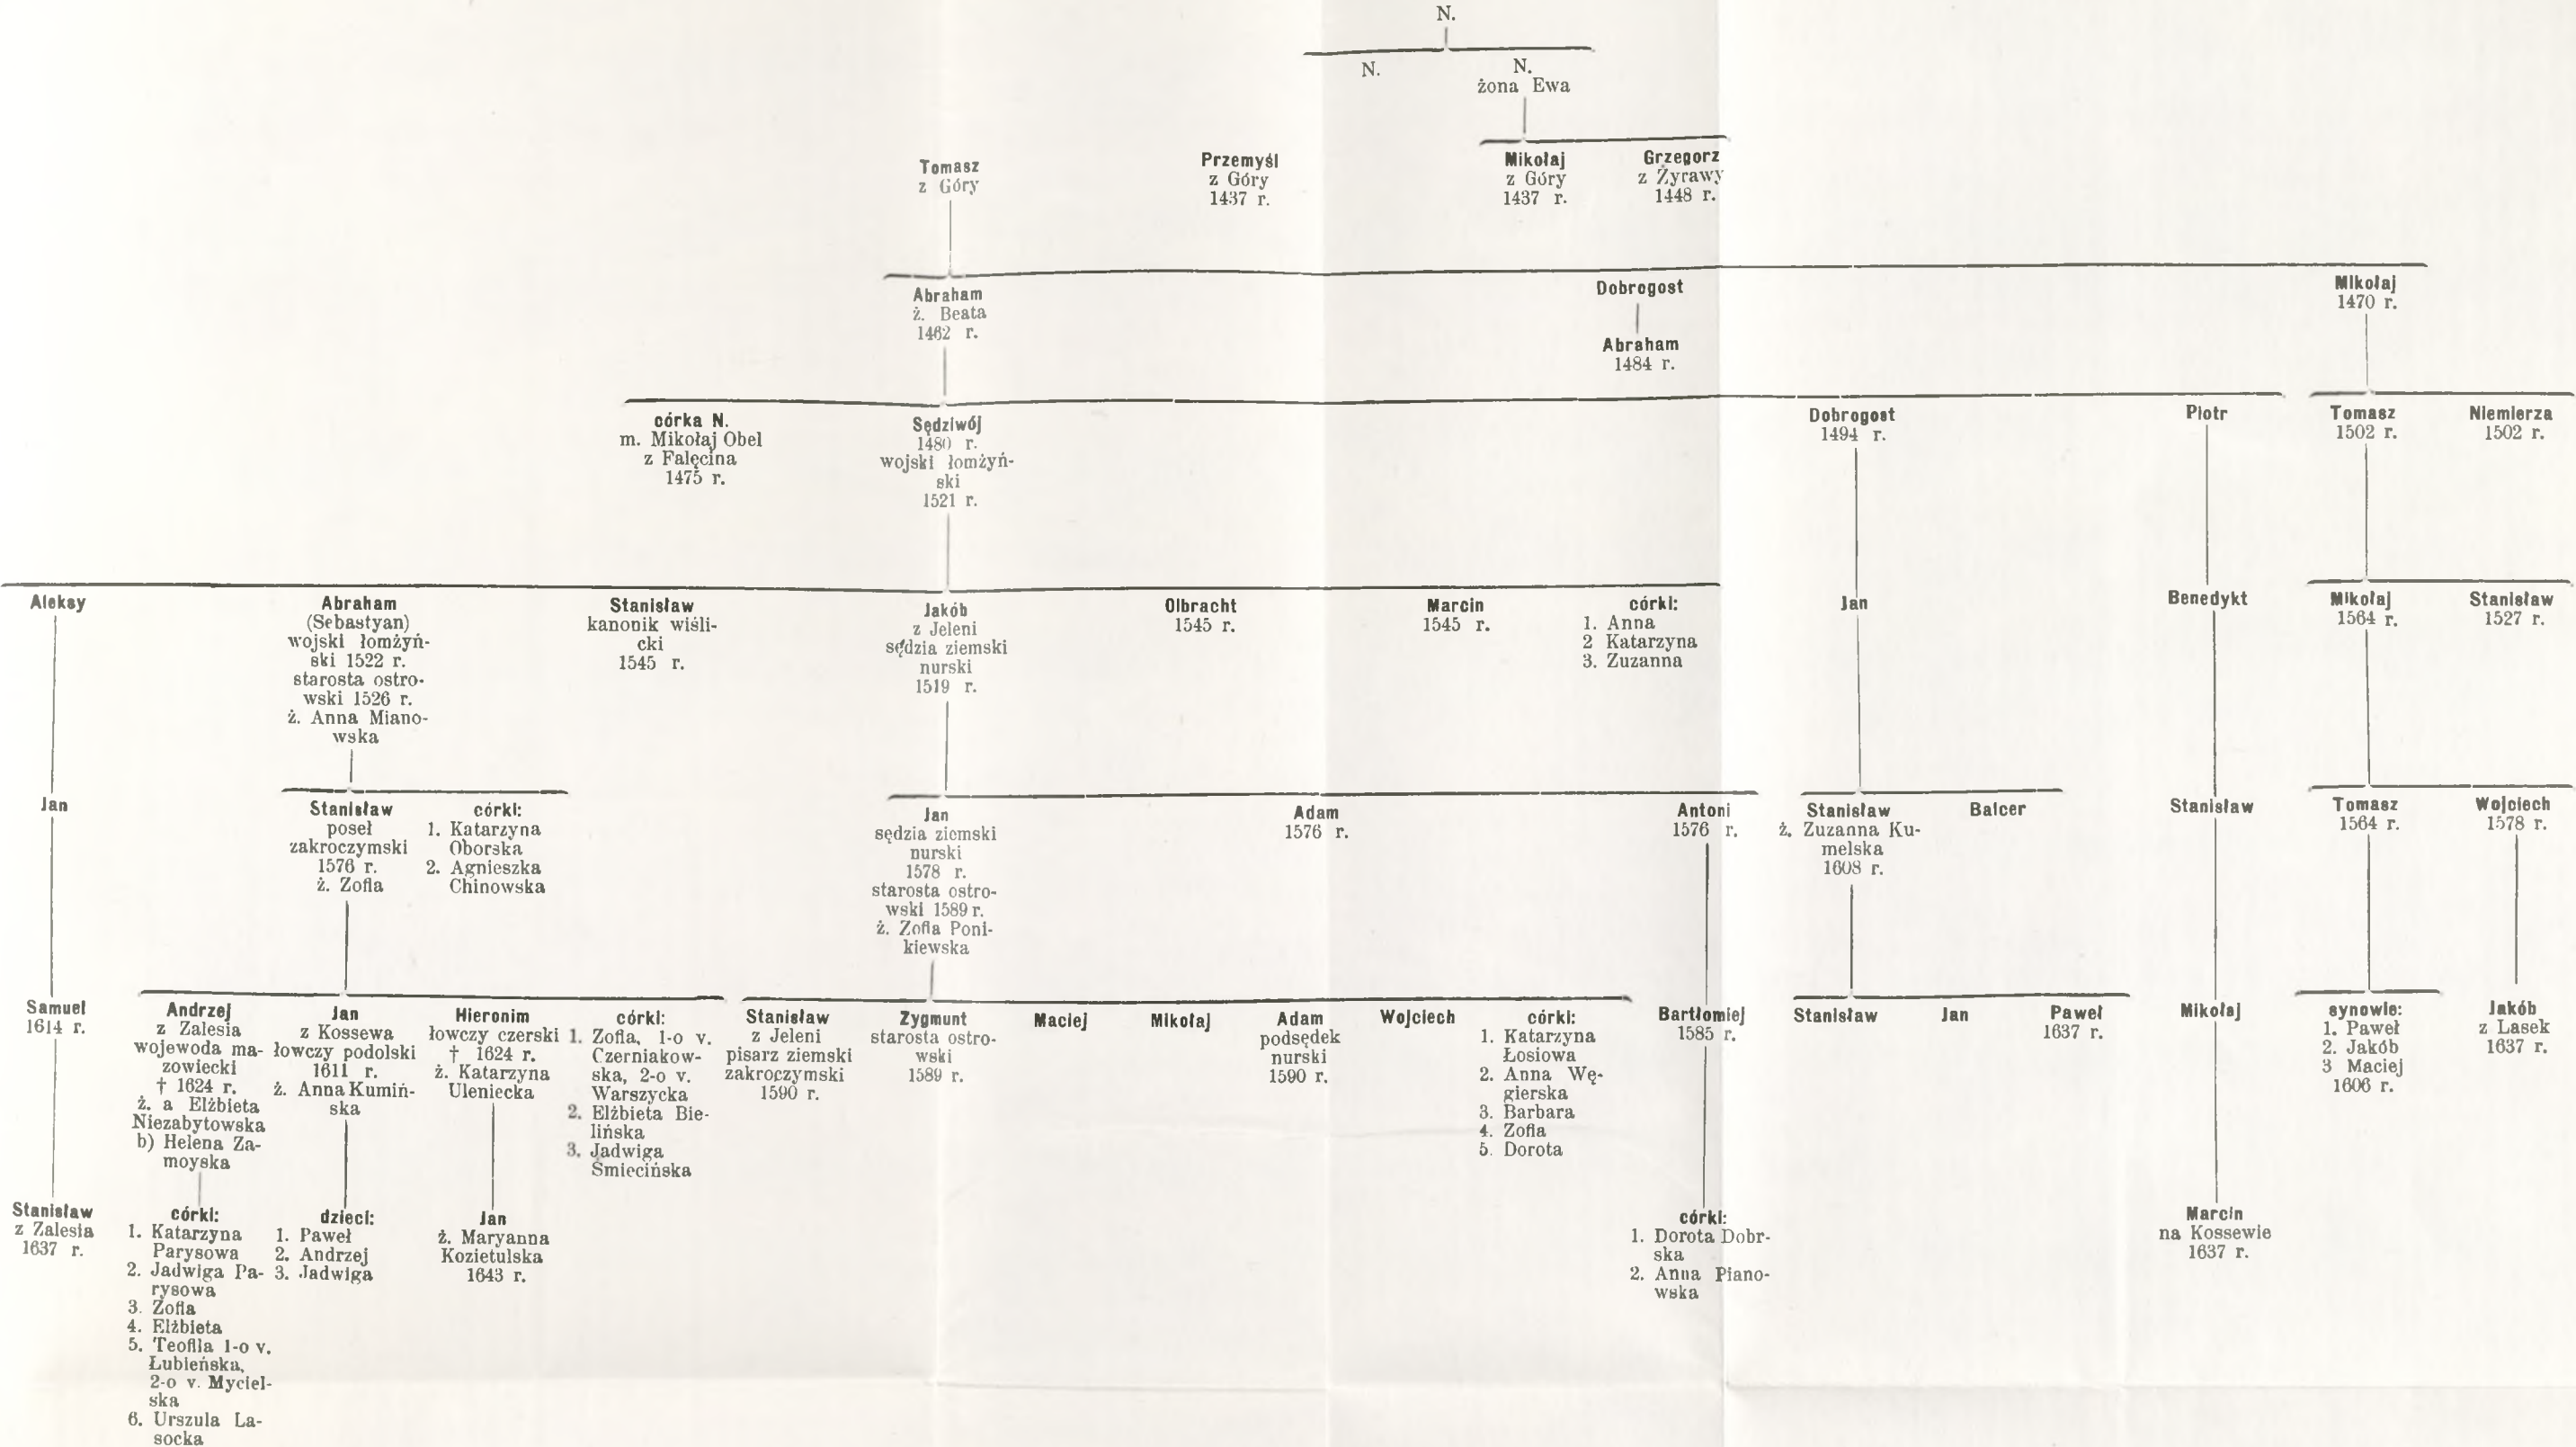 N.
N.
N.
żona Ewa
Tomasz
z Góry
Przemyśl
z Góry
1437 r.
Mikołaj
z Góry
1437 r.
Grzegorz
z Żyrawy
1448 r.
Abraham
ż. Beata
1462 r.
Dobrogost
Abraham
1484 r.
Mikołaj
1470 r.
córka N.
m. Mikołaj Obel
z Falęcina
1475 r.
Sędziwój
1480 r.
wojski łomżyń-
ski
1521 r.
Dobrogost
1494 r.
Piotr
Tomasz
1502 r.
Niemierza
1502 r.
Aleksy
Abraham
(Sebastyan)
wojski łomżyń-
ski 1522 r.
starosta ostro-
wski 1526 r.
ż. Anna Miano-
wska
Stanisław
kanonik wiśli-
cki
1545 r.
Jakób
z Jeleni
sędzia ziemski
nurski
1519 r.
Olbracht
1545 r.
Marcin
1545 r.
córki:
1. Anna
2 Katarzyna
3. Zuzanna
Jan
Benedykt
Mikołaj
1564 r.
Stanisław
1527 r.
Jan
Stanisław
poseł
zakroczymski
1576 r.
ż. Zofia
córki:
1. Katarzyna
Oborska
2. Agnieszka
Chinowska
Jan
sędzia ziemski
nurski
1578 r.
starosta ostro-
wski 1589 r.
ż. Zofia Poni-
kiewska
Adam
1576 r.
Antoni
1576 r.
Stanisław
ż. Zuzanna Ku-
melska
1608 r.
Balcer
Stanisław
Tomasz
1564 r.
Wojciech
1578 r.
Samuel
1614 r.
Andrzej
z Zalesia
wojewoda ma-
zowiecki
† 1624 r.
ż. a Elżbieta
Niezabytowska
b) Helena Za-
moyska
Jan
z Kossewa
łowczy podolski
1611 r.
ż. Anna Kumiń-
ska
Hieronim
łowczy czerski
† 1624 r.
ż. Katarzyna
Uleniecka
córki:
1. Zofia, 1-o v.
Czerniakow-
ska, 2-o v.
Warszycka
2. Elżbieta Bie-
lińska
3. Jadwiga
Śmiecińska
Stanisław
z Jeleni
pisarz ziemski
zakroczymski
1590 r.
Zygmunt
starosta ostro-
wski
1589 r.
Maciej
Mikołaj
Adam
podsędek
nurski
1590 r.
Wojciech
córki:
1. Katarzyna
Łosiowa
2. Anna Wę-
gierska
3. Barbara
4. Zofia
5. Dorota
Bartłomiej
1585 r.
Stanisław
Jan
Paweł
1637 r.
Mikołaj
synowie:
1. Paweł
2. Jakób
3 Maciej
1606 r.
Jakób
z Lasek
1637 r.
Stanisław
z Zalesia
1637 r.
córki:
1. Katarzyna
Parysowa
2. Jadwiga Pa-
rysowa
3. Zofia
4. Elżbieta
5. Teofila 1-o v.
Łubieńska,
2-o v. Myciel-
ska
6. Urszula La-
socka
dzieci:
1. Paweł
2. Andrzej
3. Jadwiga
Jan
ż. Maryanna
Kozietulska
1643 r.
córki:
1. Dorota Dobr-
ska
2. Anna Piano-
wska
Marcin
na Kossewie
1637 r.